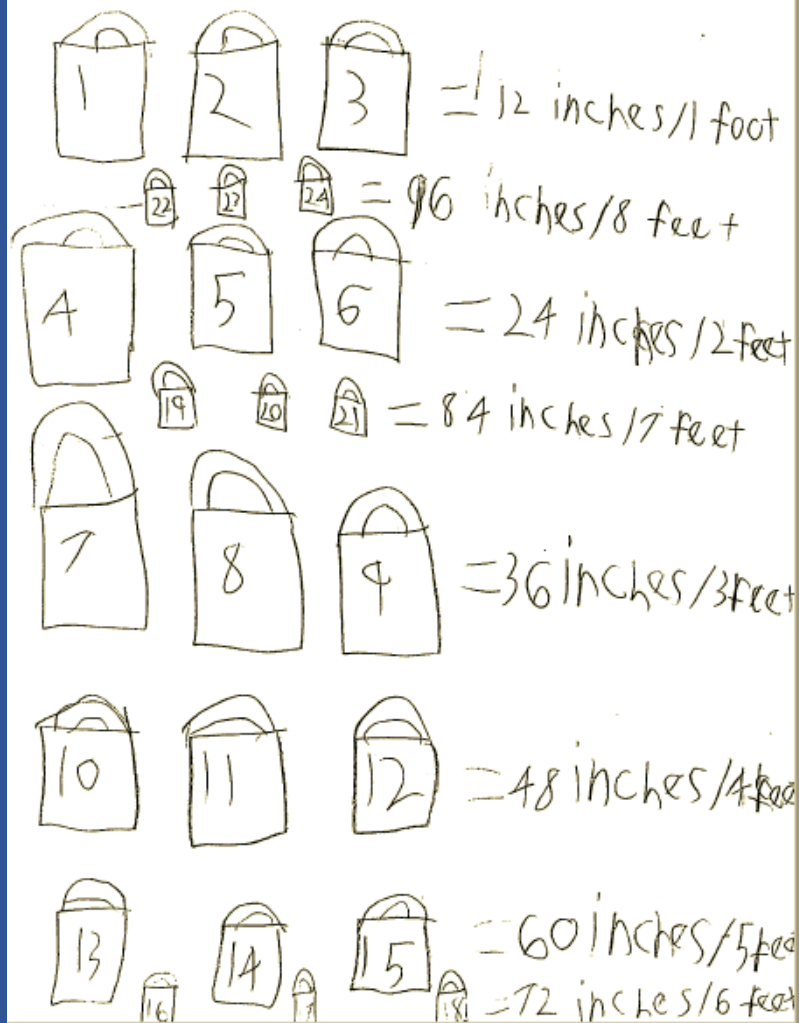 1 2 3 = 12 inches/1 foot
22 23 24 = 96 inches/8 feet
4 5 6 = 24 inches/2 feet
19 20 21 = 84 inches/7 feet
7 8 9 = 36 inches/3 feet
10 11 12 = 48 inches/4 fee
13 14 15 = 60 inches/5 fee
16 18 = 72 inches/6 feet